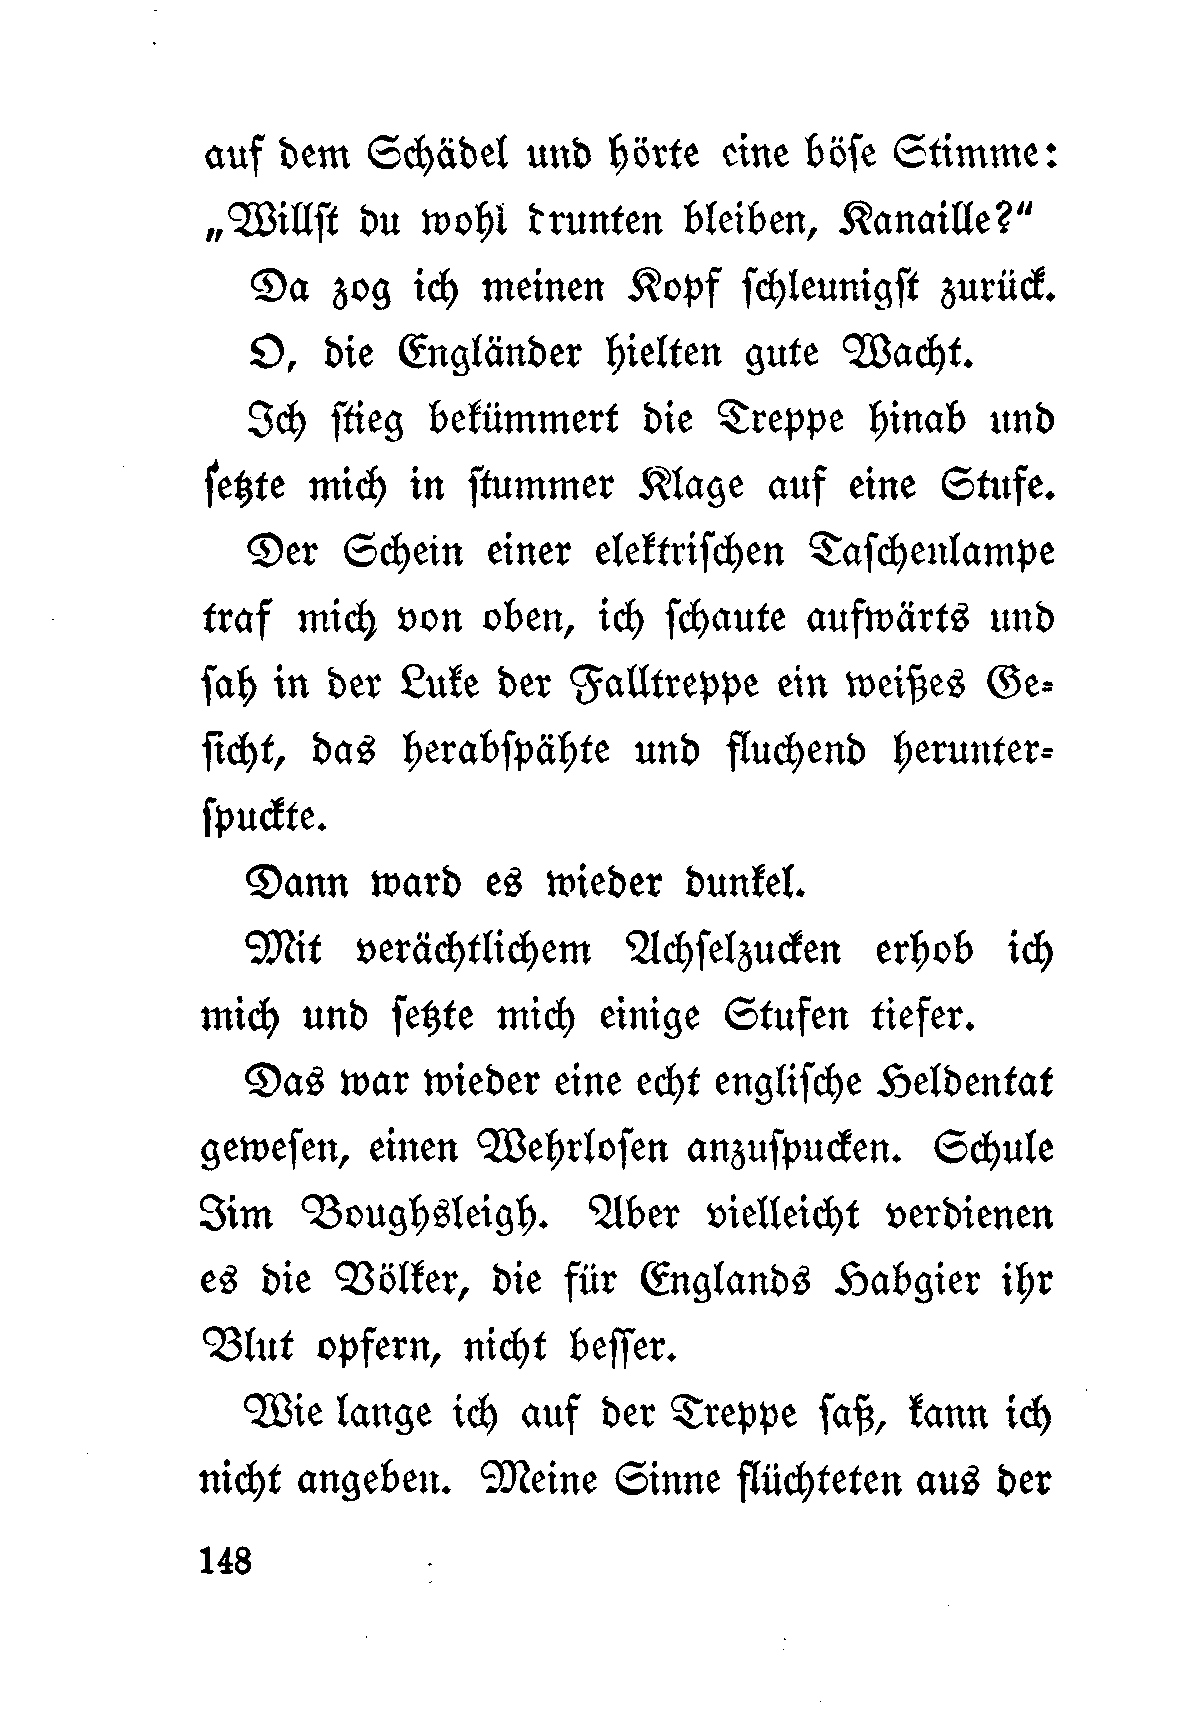 auf dem Schädel und hörte eine böse Stimme:
„Willst du wohl drunten bleiben, Kanaille?“
Da zog ich meinen Kopf schleunigst zurück.
O, die Engländer hielten gute Wacht.
Ich stieg bekümmert die Treppe hinab und
setzte mich in stummer Klage auf eine Stufe.
Der Schein einer elektrischen Taschenlampe
traf mich von oben, ich schaute aufwärts und
sah in der Luke der Falltreppe ein weißes Ge-
sicht, das herabspähte und fluchend herunter-
spuckte.
Dann ward es wieder dunkel.
Mit verächtlichem Achselzucken erhob ich
mich und setzte mich einige Stufen tiefer.
Das war wieder eine echt englische Heldentat
gewesen, einen Wehrlosen anzuspucken. Schule
Jim Boughsleigh. Aber vielleicht verdienen
es die Völker, die für Englands Habgier ihr
Blut opfern, nicht besser.
Wie lange ich auf der Treppe saß, kann ich
nicht angeben. Meine Sinne flüchteten aus der
148